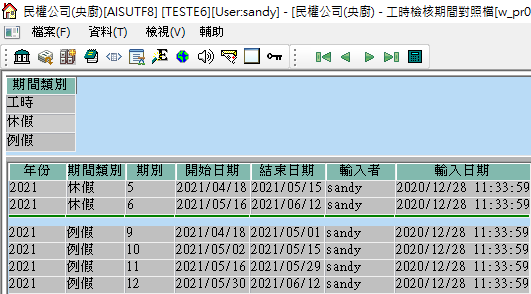 民權公司(央廚)[AISUTF8] [TESTE6][User:sandy] - [民權公司(央廚) - 工時檢核期間對照檔[w_pr0
檔案(F) 資料(T) 檢視(V) 輔助
期間類別
工時
休假
例假
年份 期間類別 期別 開始日期 結束日期 輸入者 輸入日期
2021 休假 5 2021/04/18 2021/05/15 sandy 2020/12/28 11:33:59
2021 休假 6 2021/05/16 2021/06/12 sandy 2020/12/28 11:33:59
2021 例假 9 2021/04/18 2021/05/01 sandy 2020/12/28 11:33:59
2021 例假 10 2021/05/02 2021/05/15 sandy 2020/12/28 11:33:59
2021 例假 11 2021/05/16 2021/05/29 sandy 2020/12/28 11:33:59
2021 例假 12 2021/05/30 2021/06/12 sandy 2020/12/28 11:33:59